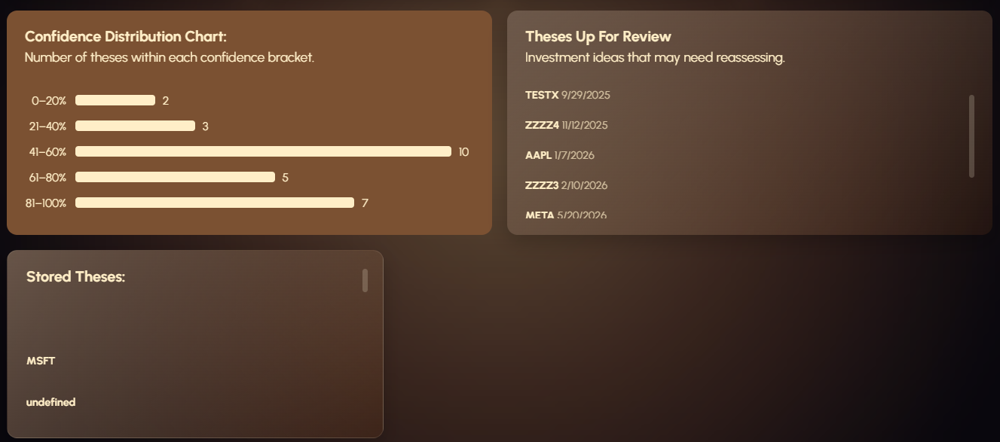 Confidence Distribution Chart:
Number of theses within each confidence bracket.
0–20% 2
21–40% 3
41–60% 10
61–80% 5
81–100% 7
Theses Up For Review
Investment ideas that may need reassessing.
TESTX 9/29/2025
ZZZZ4 11/12/2025
AAPL 1/7/2026
ZZZZ3 2/10/2026
META 5/20/2026
Stored Theses:
MSFT
undefined